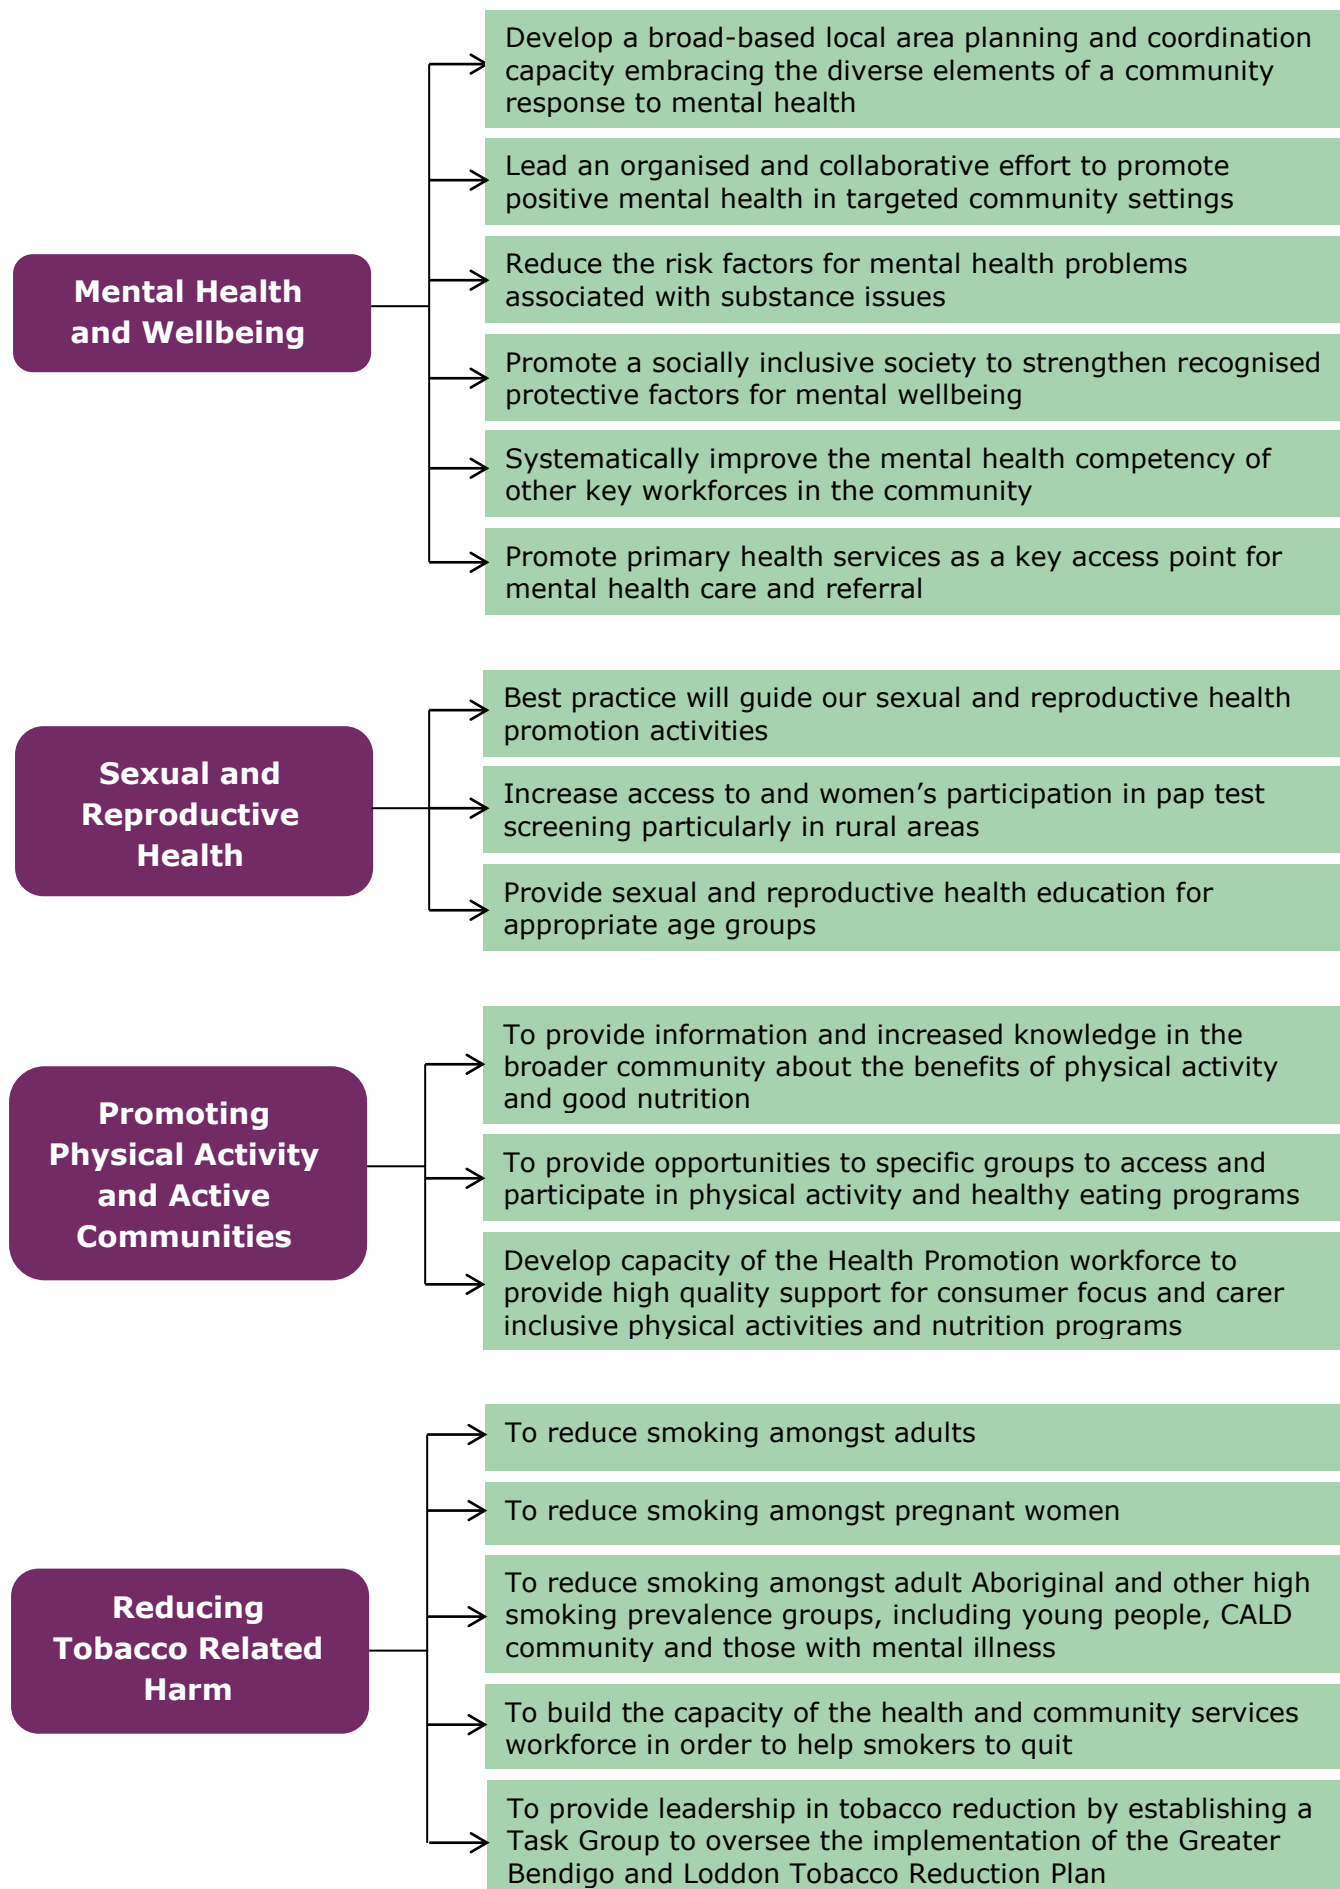 Mental Health
and Wellbeing
Develop a broad-based local area planning and coordination
capacity embracing the diverse elements of a community
response to mental health
Lead an organised and collaborative effort to promote
positive mental health in targeted community settings
Reduce the risk factors for mental health problems
associated with substance issues
Promote a socially inclusive society to strengthen recognised
protective factors for mental wellbeing
Systematically improve the mental health competency of
other key workforces in the community
Promote primary health services as a key access point for
mental health care and referral
Sexual and
Reproductive
Health
Best practice will guide our sexual and reproductive health
promotion activities
Increase access to and women’s participation in pap test
screening particularly in rural areas
Provide sexual and reproductive health education for
appropriate age groups
Promoting
Physical Activity
and Active
Communities
To provide information and increased knowledge in the
broader community about the benefits of physical activity
and good nutrition
To provide opportunities to specific groups to access and
participate in physical activity and healthy eating programs
Develop capacity of the Health Promotion workforce to
provide high quality support for consumer focus and carer
inclusive physical activities and nutrition programs
Reducing
Tobacco Related
Harm
To reduce smoking amongst adults
To reduce smoking amongst pregnant women
To reduce smoking amongst adult Aboriginal and other high
smoking prevalence groups, including young people, CALD
community and those with mental illness
To build the capacity of the health and community services
workforce in order to help smokers to quit
To provide leadership in tobacco reduction by establishing a
Task Group to oversee the implementation of the Greater
Bendigo and Loddon Tobacco Reduction Plan